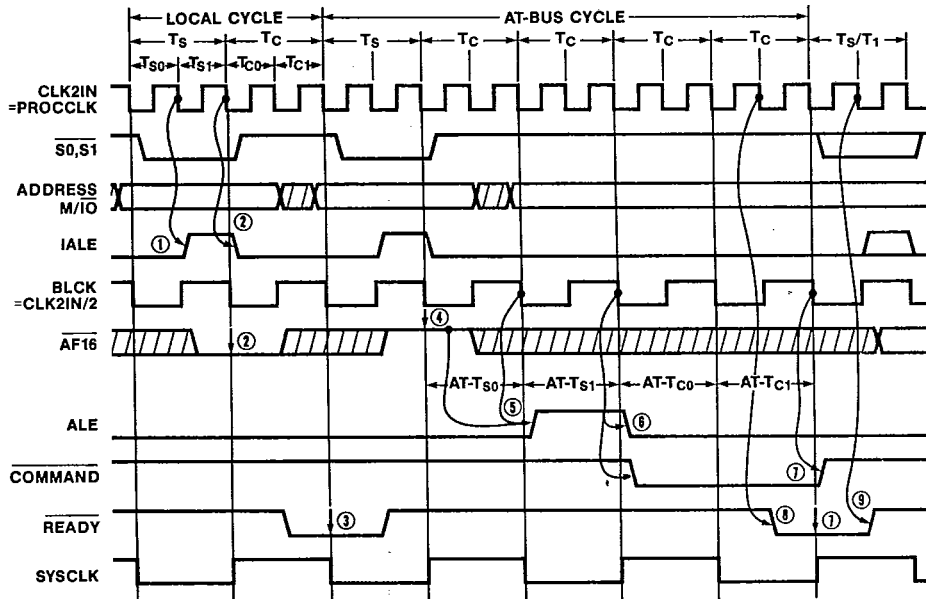 LOCAL CYCLE
AT-BUS CYCLE
TS
TC
TS
TC
TC
TC
TC
TS/T1
TS0
TS1
TC0
TC1
CLK2IN
=PROCCLK
S0,S1
ADDRESS
M/IO
②
①
IALE
BLCK
=CLK2IN/2
④
AF16
②
AT-TS0
AT-TS1
AT-TC0
AT-TC1
ALE
⑤
⑥
COMMAND
⑦
READY
③
⑧
⑦
⑨
SYSCLK